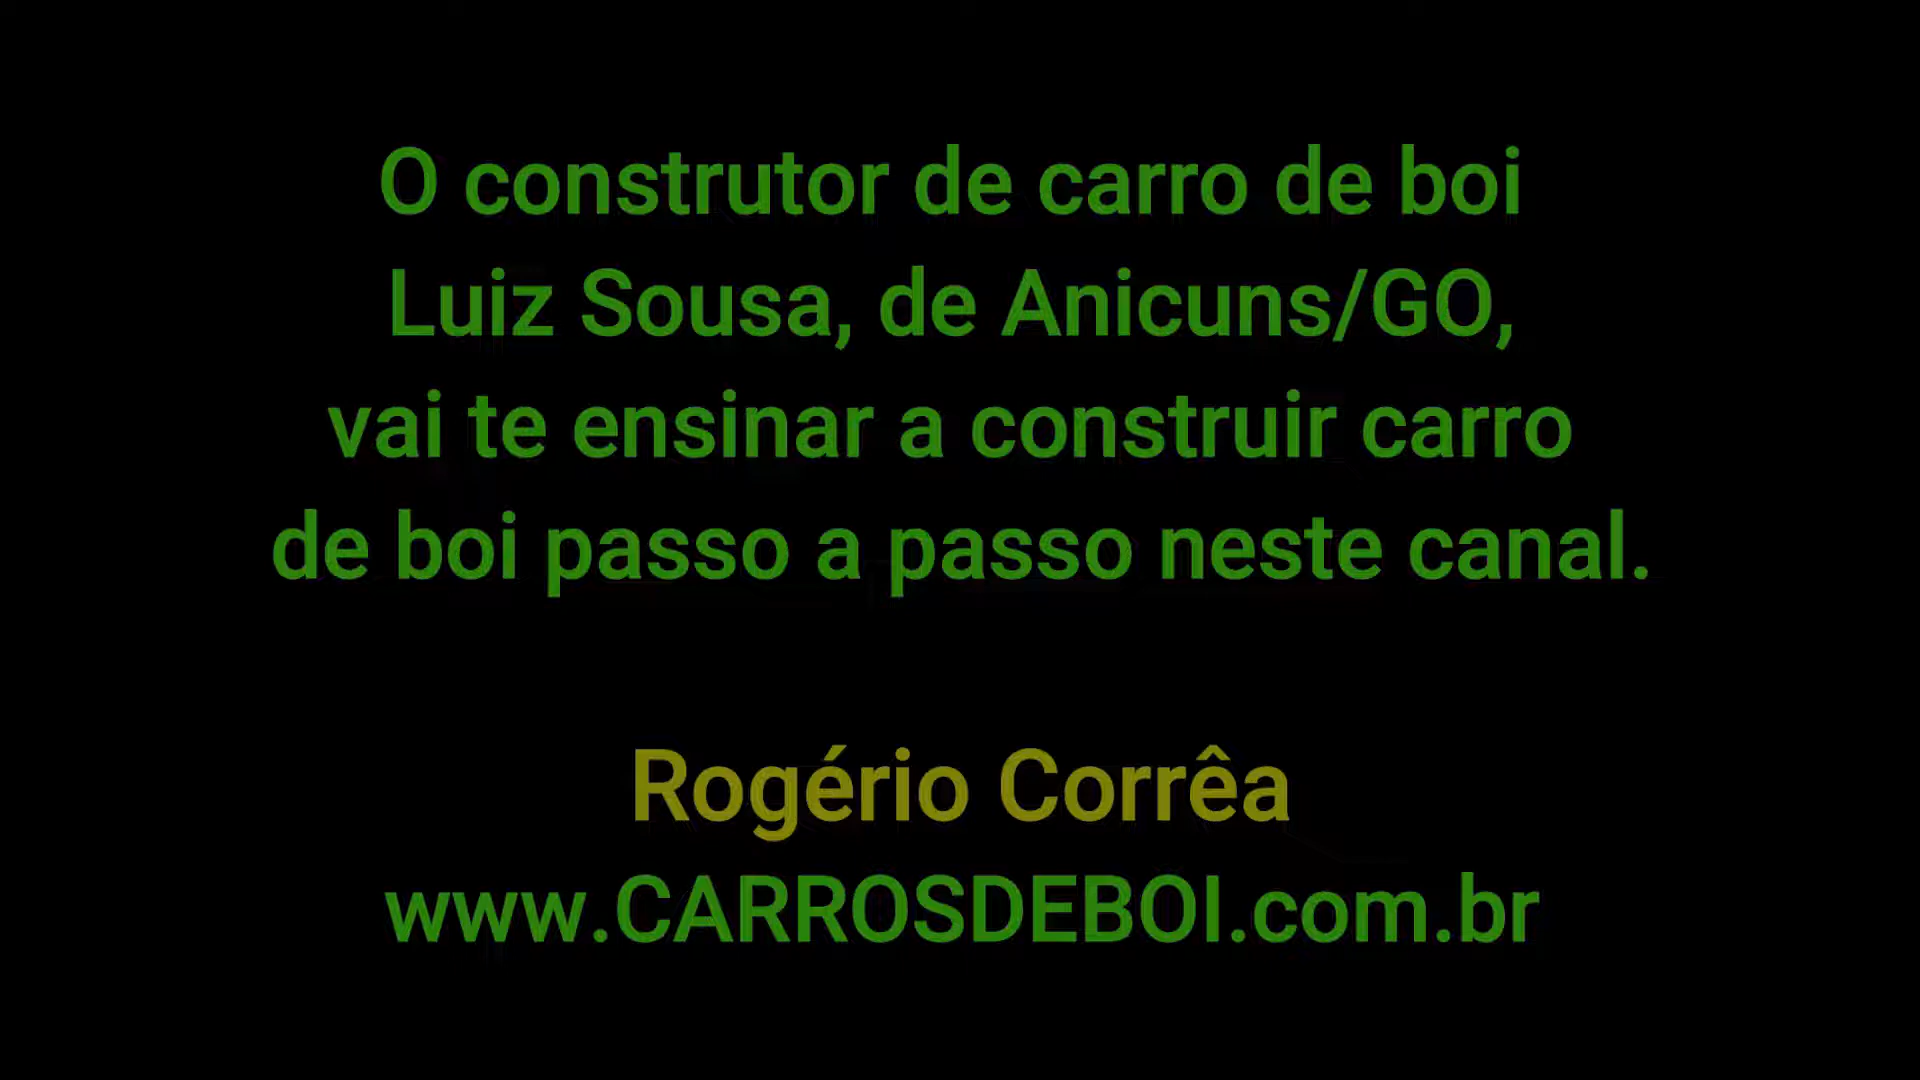 O construtor de carro de boi
Luiz Sousa, de Anicuns/GO,
vai te ensinar a construir carro
de boi passo a passo neste canal.
Rogério Corrêa
www.CARROSDEBOI.com.br